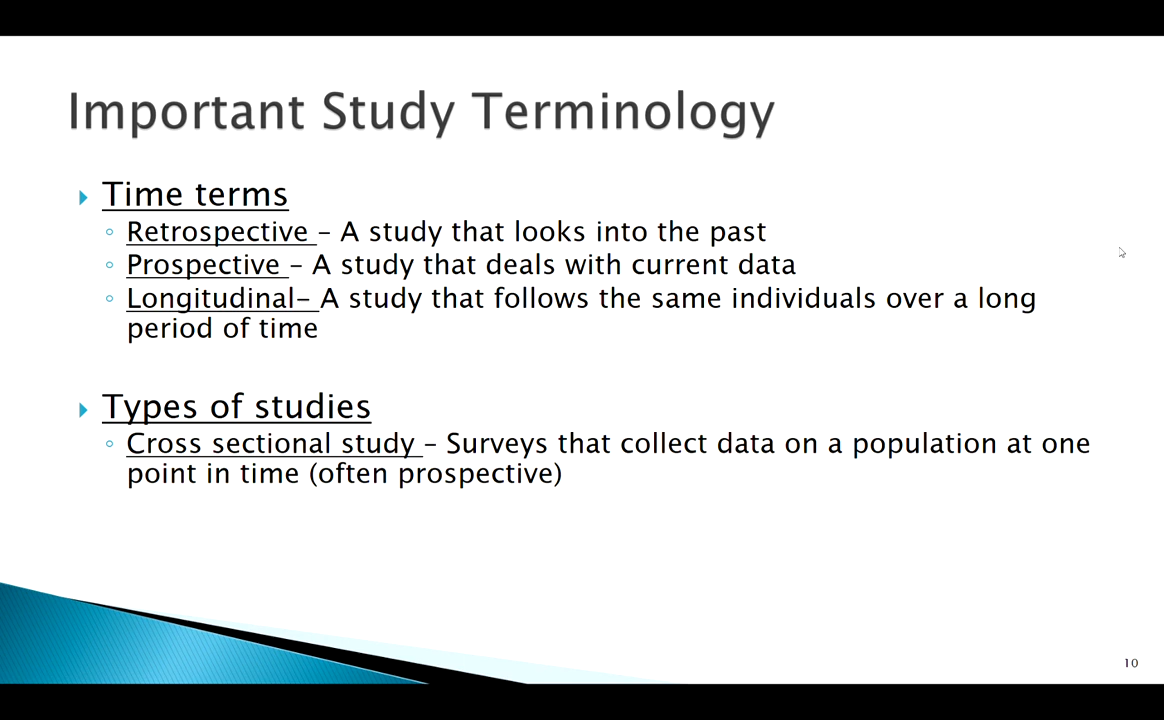 Important Study Terminology
Time terms
Retrospective – A study that looks into the past
Prospective – A study that deals with current data
Longitudinal– A study that follows the same individuals over a long
period of time
Types of studies
Cross sectional study – Surveys that collect data on a population at one
point in time (often prospective)
10